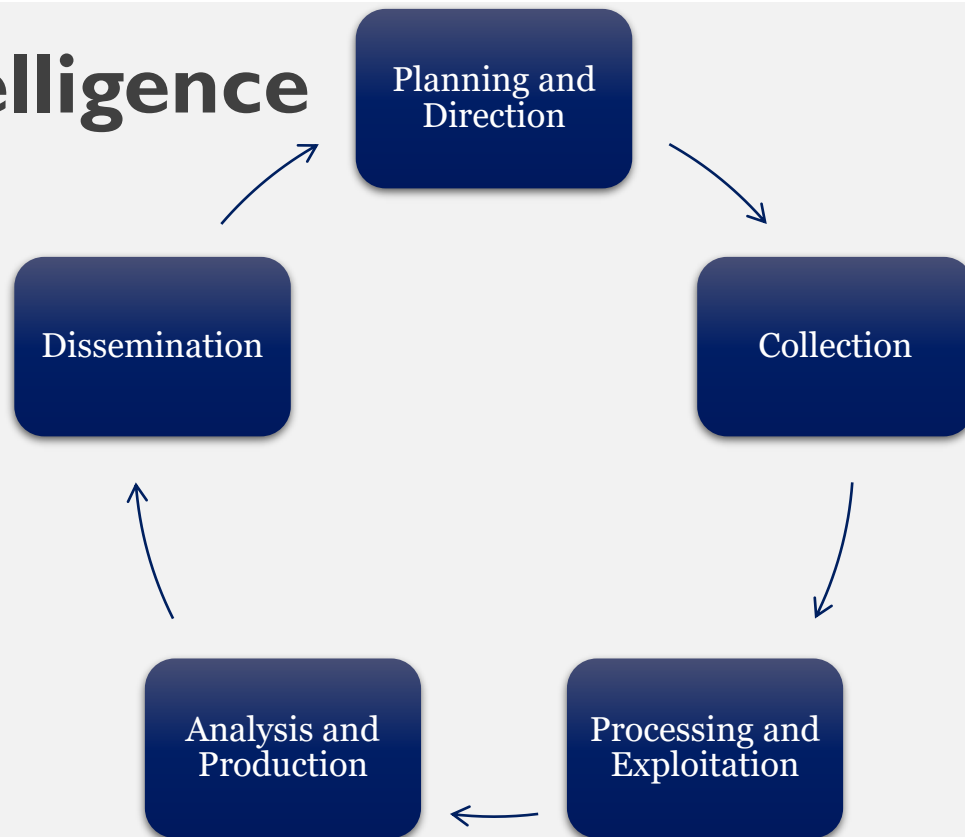 elligence
Planning and
Direction
Collection
Processing and
Exploitation
Analysis and
Production
Dissemination